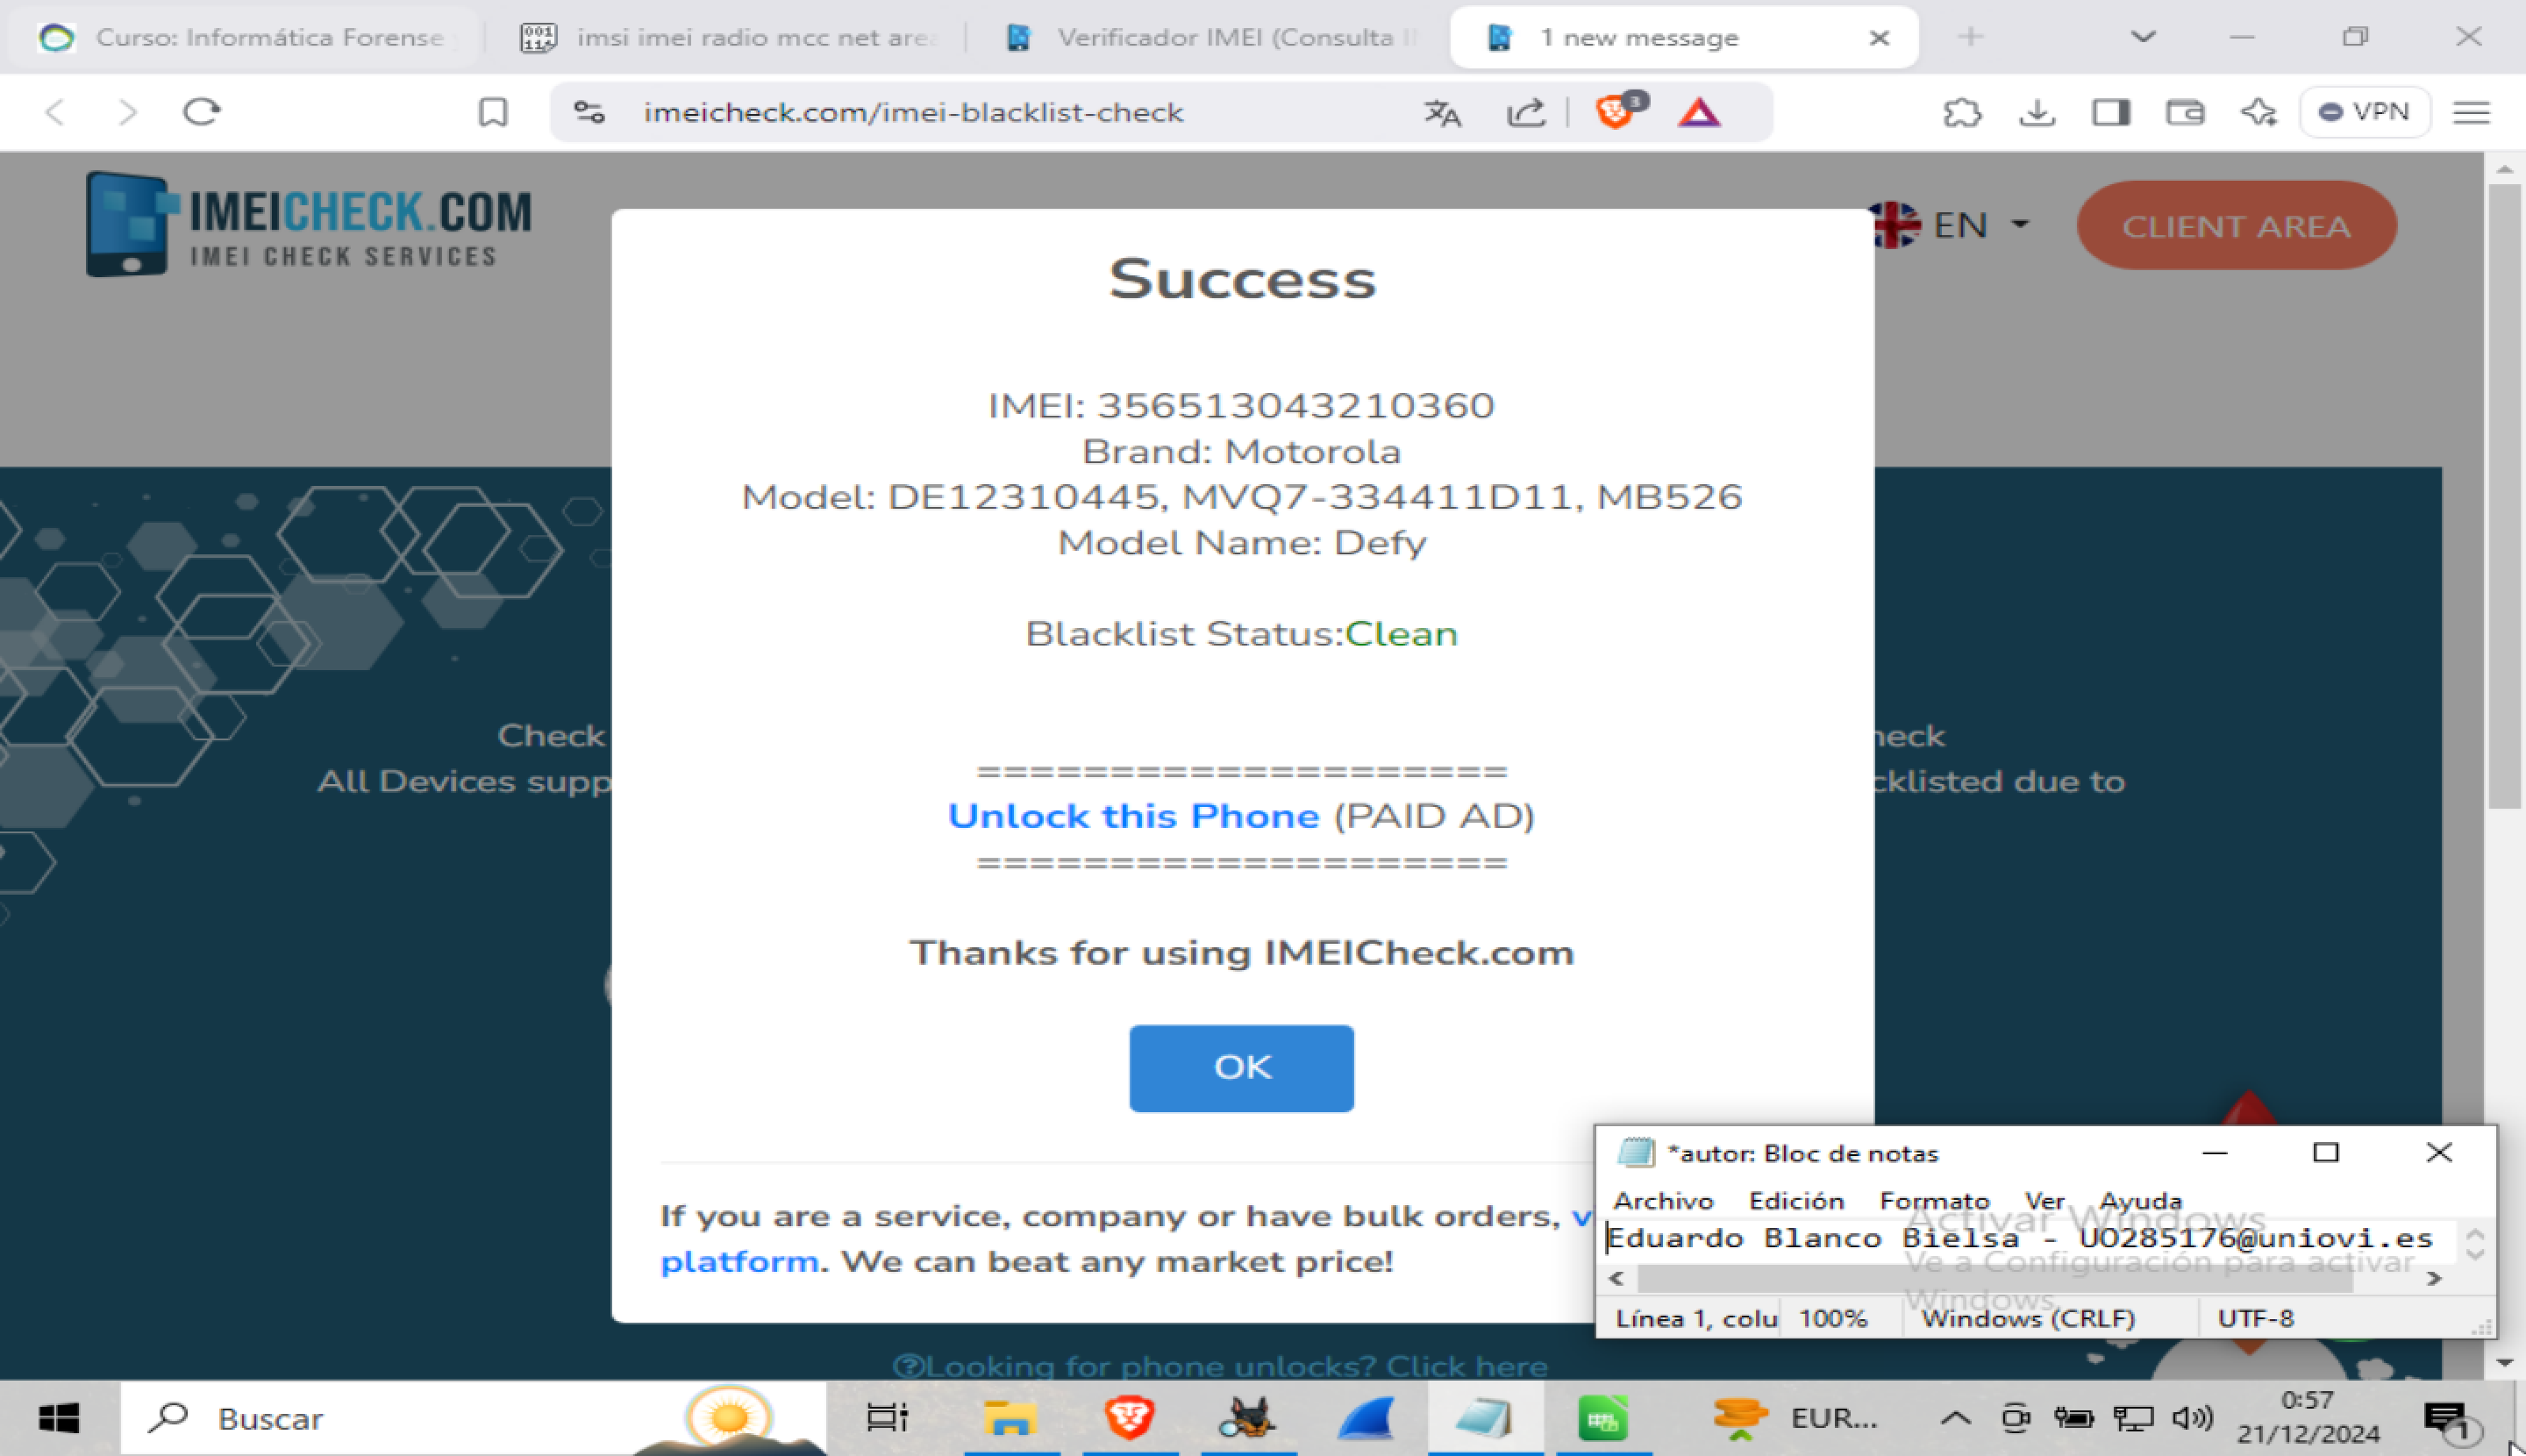 Curso: Informática Forense
imsi imei radio mcc net area
Verificador IMEI (Consulta
1 new message
imeicheck.com/imei-blacklist-check
3
VPN
IMEICHECK.COM
IMEI CHECK SERVICES
EN
CLIENT AREA
Success
IMEI: 356513043210360
Brand: Motorola
Model: DE12310445, MVQ7-334411D11, MB526
Model Name: Defy
Blacklist Status:Clean
Check
heck
All Devices supp
cklisted due to
====================
Unlock this Phone (PAID AD)
====================
Thanks for using IMEICheck.com
OK
If you are a service, company or have bulk orders, v
platform. We can beat any market price!
*autor: Bloc de notas
Archivo Edición Formato Ver Ayuda
Eduardo Blanco Bielsa - UO285176@uniovi.es
Activar Windows
Ve a Configuración para activar
Windows.
Línea 1, colu
100%
Windows (CRLF)
UTF-8
Looking for phone unlocks? Click here
Buscar
EUR...
0:57
21/12/2024
1